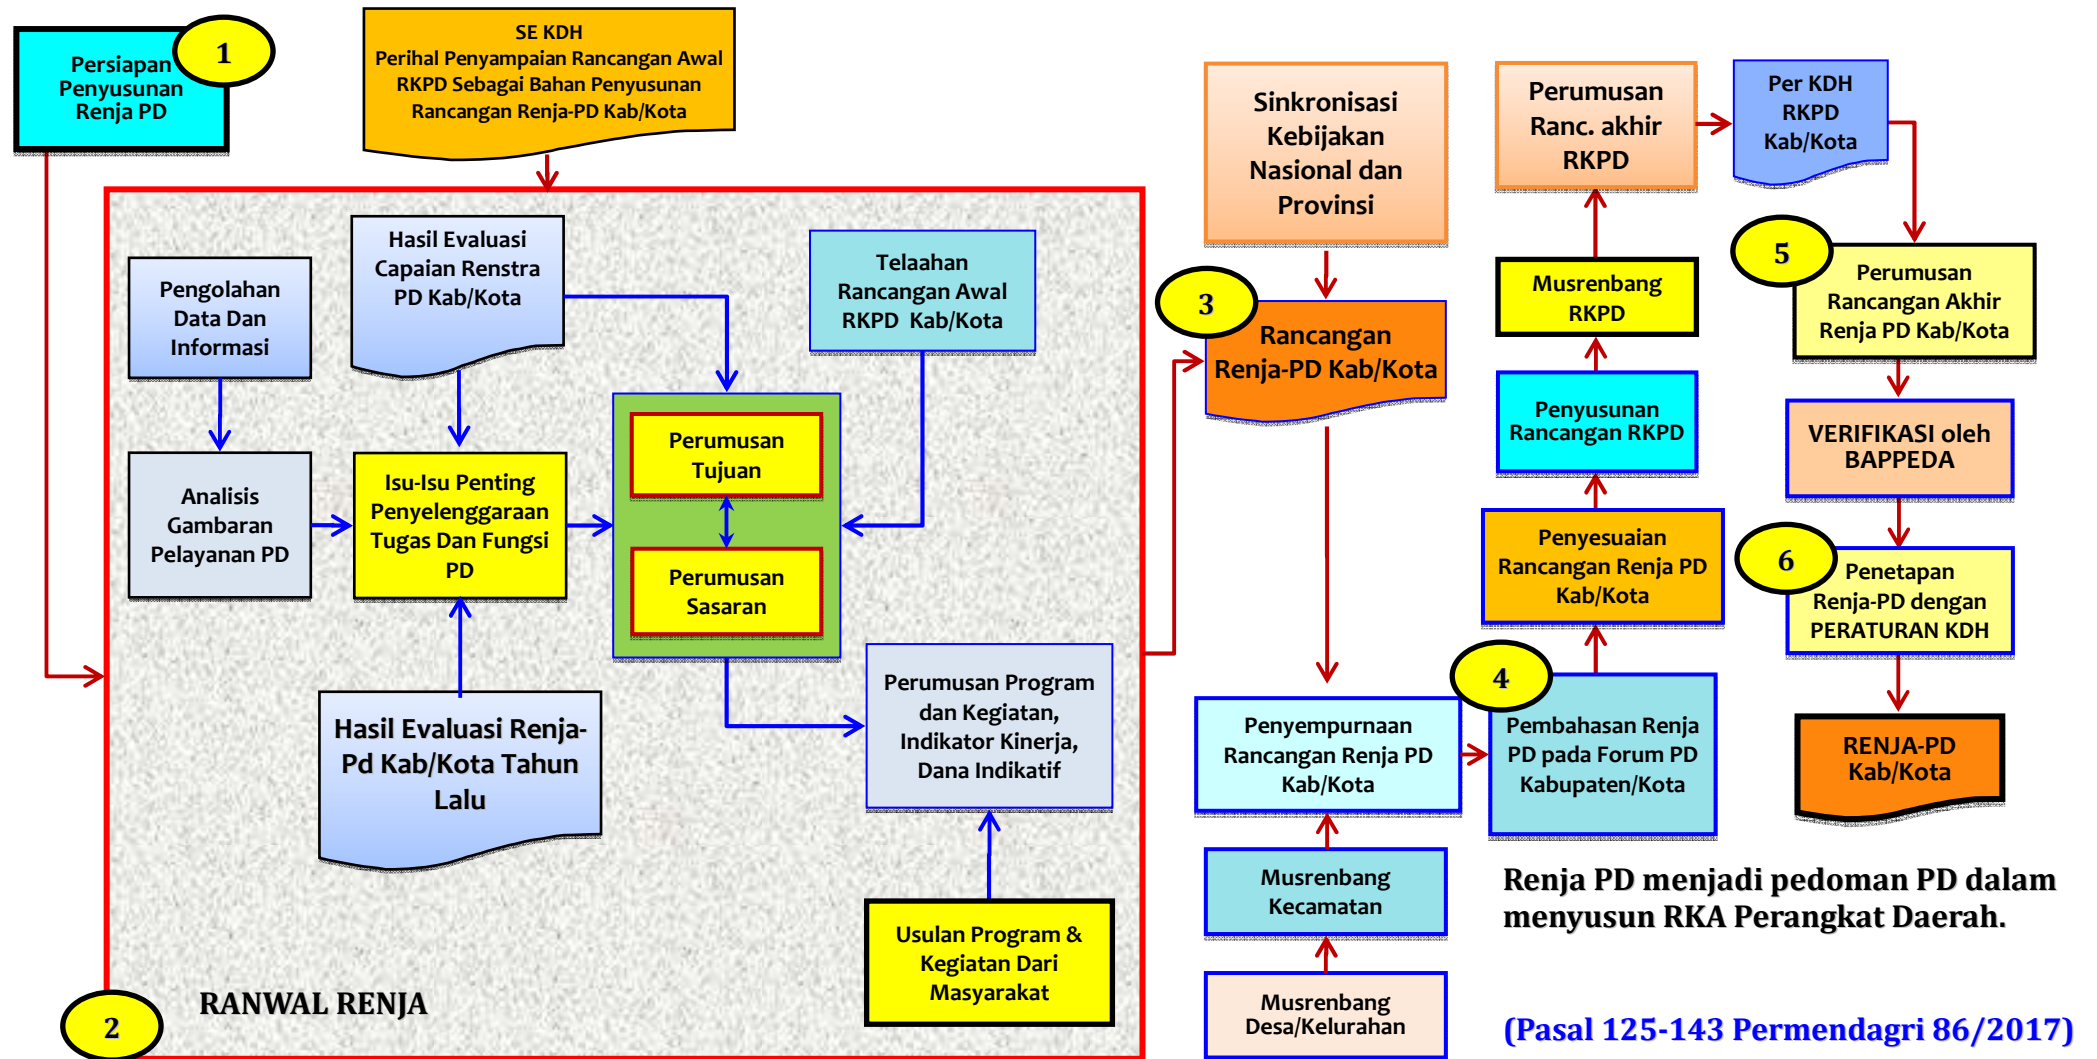 1
Persiapan
Penyusunan
Renja PD
SE KDH
Perihal Penyampaian Rancangan Awal
RKPD Sebagai Bahan Penyusunan
Rancangan Renja-PD Kab/Kota
Pengolahan
Data Dan
Informasi
Hasil Evaluasi
Capaian Renstra
PD Kab/Kota
Telaahan
Rancangan Awal
RKPD Kab/Kota
Analisis
Gambaran
Pelayanan PD
Isu-Isu Penting
Penyelenggaraan
Tugas Dan Fungsi
PD
Perumusan
Tujuan
Perumusan
Sasaran
Hasil Evaluasi Renja-
Pd Kab/Kota Tahun
Lalu
Perumusan Program
dan Kegiatan,
Indikator Kinerja,
Dana Indikatif
Usulan Program &
Kegiatan Dari
Masyarakat
2
RANWAL RENJA
Sinkronisasi
Kebijakan
Nasional dan
Provinsi
3
Rancangan
Renja-PD Kab/Kota
Penyempurnaan
Rancangan Renja PD
Kab/Kota
Musrenbang
Kecamatan
Musrenbang
Desa/Kelurahan
Perumusan
Ranc. akhir
RKPD
Musrenbang
RKPD
Penyusunan
Rancangan RKPD
Penyesuaian
Rancangan Renja PD
Kab/Kota
4
Pembahasan Renja
PD pada Forum PD
Kabupaten/Kota
Per KDH
RKPD
Kab/Kota
5
Perumusan
Rancangan Akhir
Renja PD Kab/Kota
VERIFIKASI oleh
BAPPEDA
6
Penetapan
Renja-PD dengan
PERATURAN KDH
RENJA-PD
Kab/Kota
Renja PD menjadi pedoman PD dalam
menyusun RKA Perangkat Daerah.
(Pasal 125-143 Permendagri 86/2017)